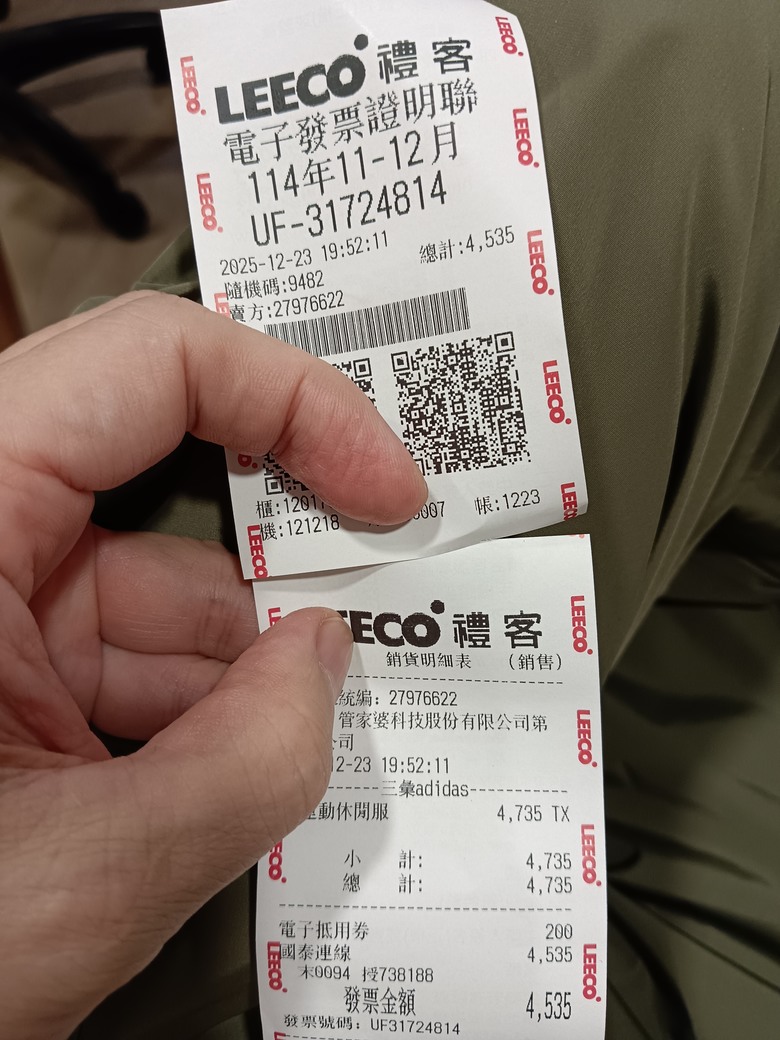 LEECO 禮客
電子發票證明聯
114年11-12月
UF-31724814
2025-12-23 19:52:11 總計:4,535
隨機碼:9482
賣方:27976622
帳:1223
機:121218
LEECO 禮客
銷貨明細表 (銷售)
統編: 27976622
管家婆科技股份有限公司第
公司
12-23 19:52:11
三彙adidas
運動休閒服 4,735 TX
小 計: 4,735
總 計: 4,735
電子抵用券 200
國泰連線 4,535
末0094 授738188
發票金額 4,535
發票號碼: UF31724814